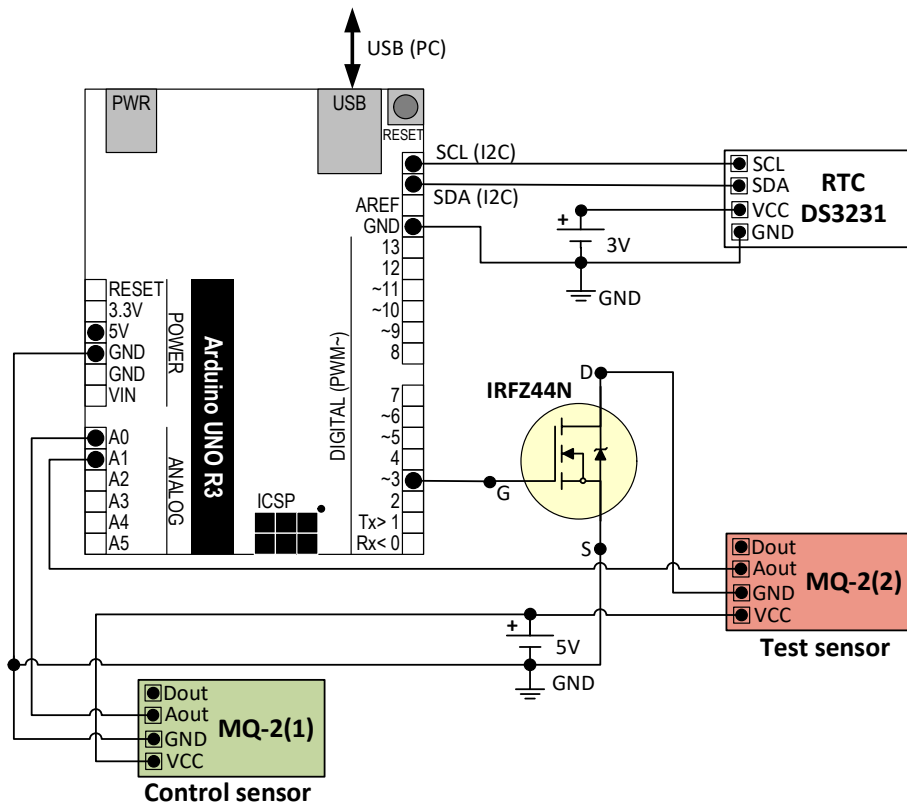 USB (PC)
PWR
USB
RESET
SCL (I2C)
SDA (I2C)
AREF
GND
13
12
~11
~10
~9
8
7
~6
~5
4
~3
2
Tx> 1
Rx< 0
DIGITAL (PWM~)
RESET
3.3V
5V
GND
GND
VIN
POWER
A0
A1
A2
A3
A4
A5
ANALOG
Arduino UNO R3
ICSP
SCL
SDA
VCC
GND
RTC
DS3231
+
3V
GND
IRFZ44N
D
G
S
Dout
Aout
GND
VCC
MQ-2(2)
Test sensor
+
5V
GND
Dout
Aout
GND
VCC
MQ-2(1)
Control sensor